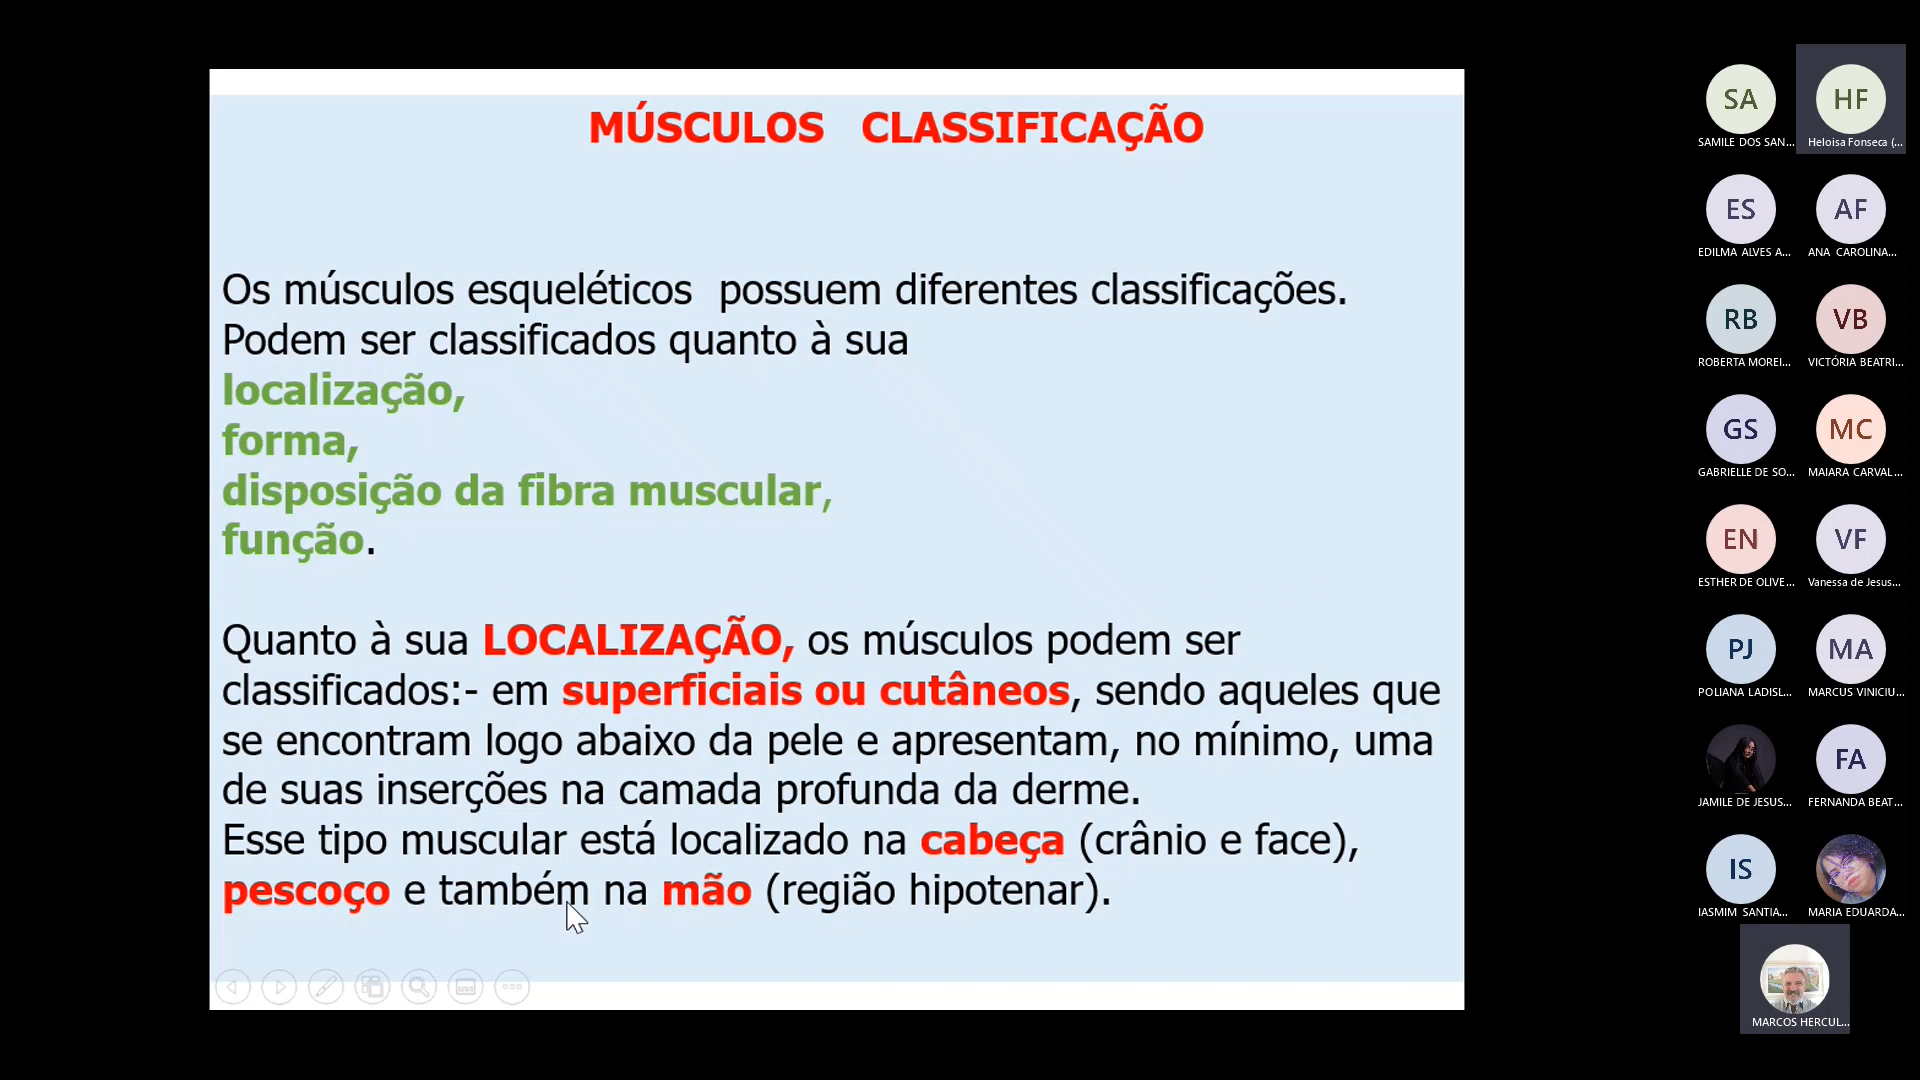 MÚSCULOS CLASSIFICAÇÃO
Os músculos esqueléticos possuem diferentes classificações.
Podem ser classificados quanto à sua
localização,
forma,
disposição da fibra muscular,
função.
Quanto à sua LOCALIZAÇÃO, os músculos podem ser
classificados:- em superficiais ou cutâneos, sendo aqueles que
se encontram logo abaixo da pele e apresentam, no mínimo, uma
de suas inserções na camada profunda da derme.
Esse tipo muscular está localizado na cabeça (crânio e face),
pescoço e também na mão (região hipotenar).
SA
SAMILE DOS SAN...
HF
Heloisa Fonseca (...
ES
EDILMA ALVES A...
AF
ANA CAROLINA...
RB
ROBERTA MOREI...
VB
VICTÓRIA BEATRI...
GS
GABRIELLE DE SO...
MC
MAIARA CARVAL...
EN
ESTHER DE OLIVE...
VF
Vanessa de Jesus...
PJ
POLIANA LADISL...
MA
MARCUS VINICIU...
JAMILE DE JESUS...
FA
FERNANDA BEAT...
IS
IASMIM SANTIA...
MARIA EDUARDA...
MARCOS HERCUL...